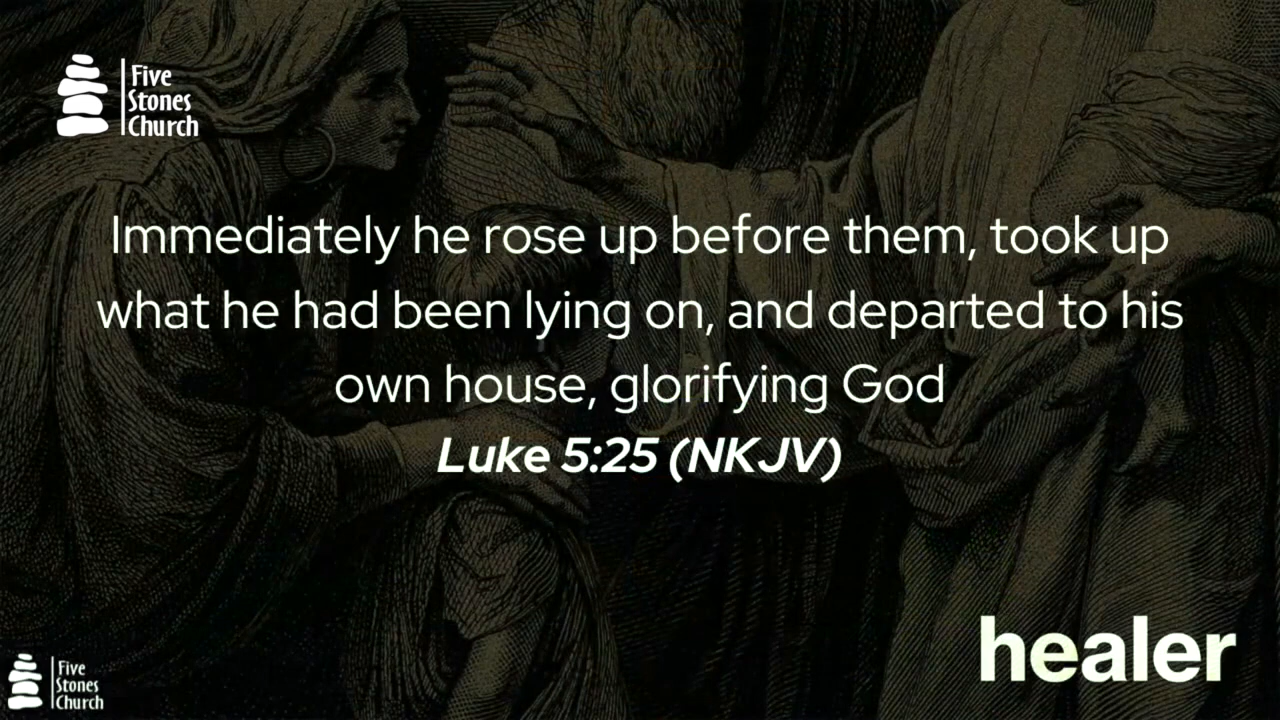 Five
Stones
Church
Immediately he rose up before them, took up
what he had been lying on, and departed to his
own house, glorifying God
Luke 5:25 (NKJV)
healer
Five
Stones
Church